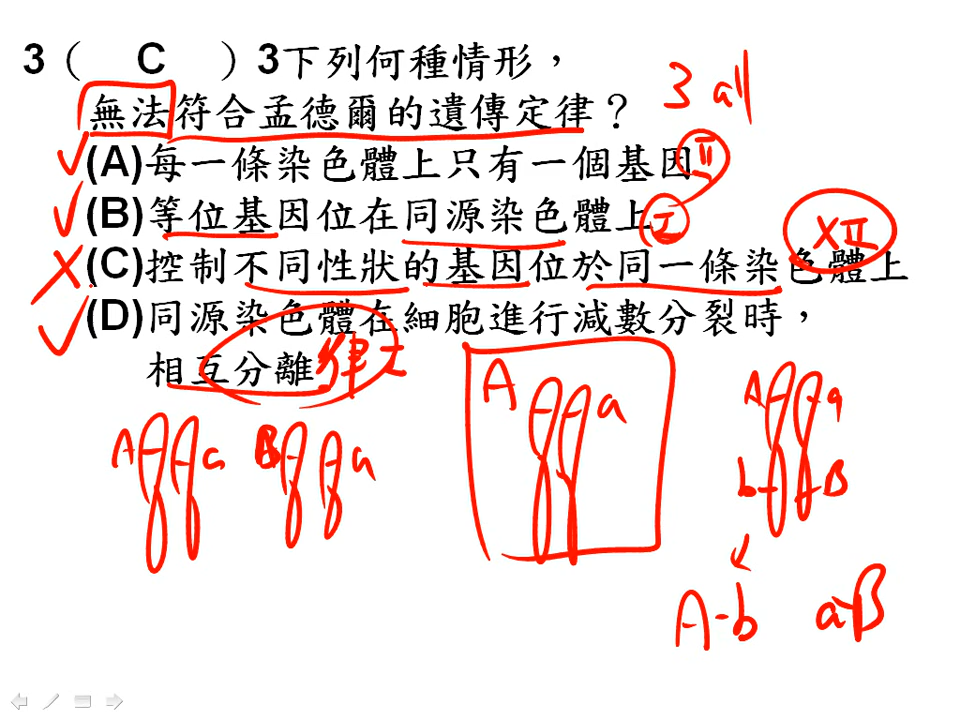 3（ C ）3下列何種情形，
3 all
無法符合孟德爾的遺傳定律？
(A)每一條染色體上只有一個基因 II
(B)等位基因位在同源染色體上 I
XII
(C)控制不同性狀的基因位於同一條染色體上
(D)同源染色體在細胞進行減數分裂時，
相互分離 律I
A a B a A a A a
b B
A-b aB